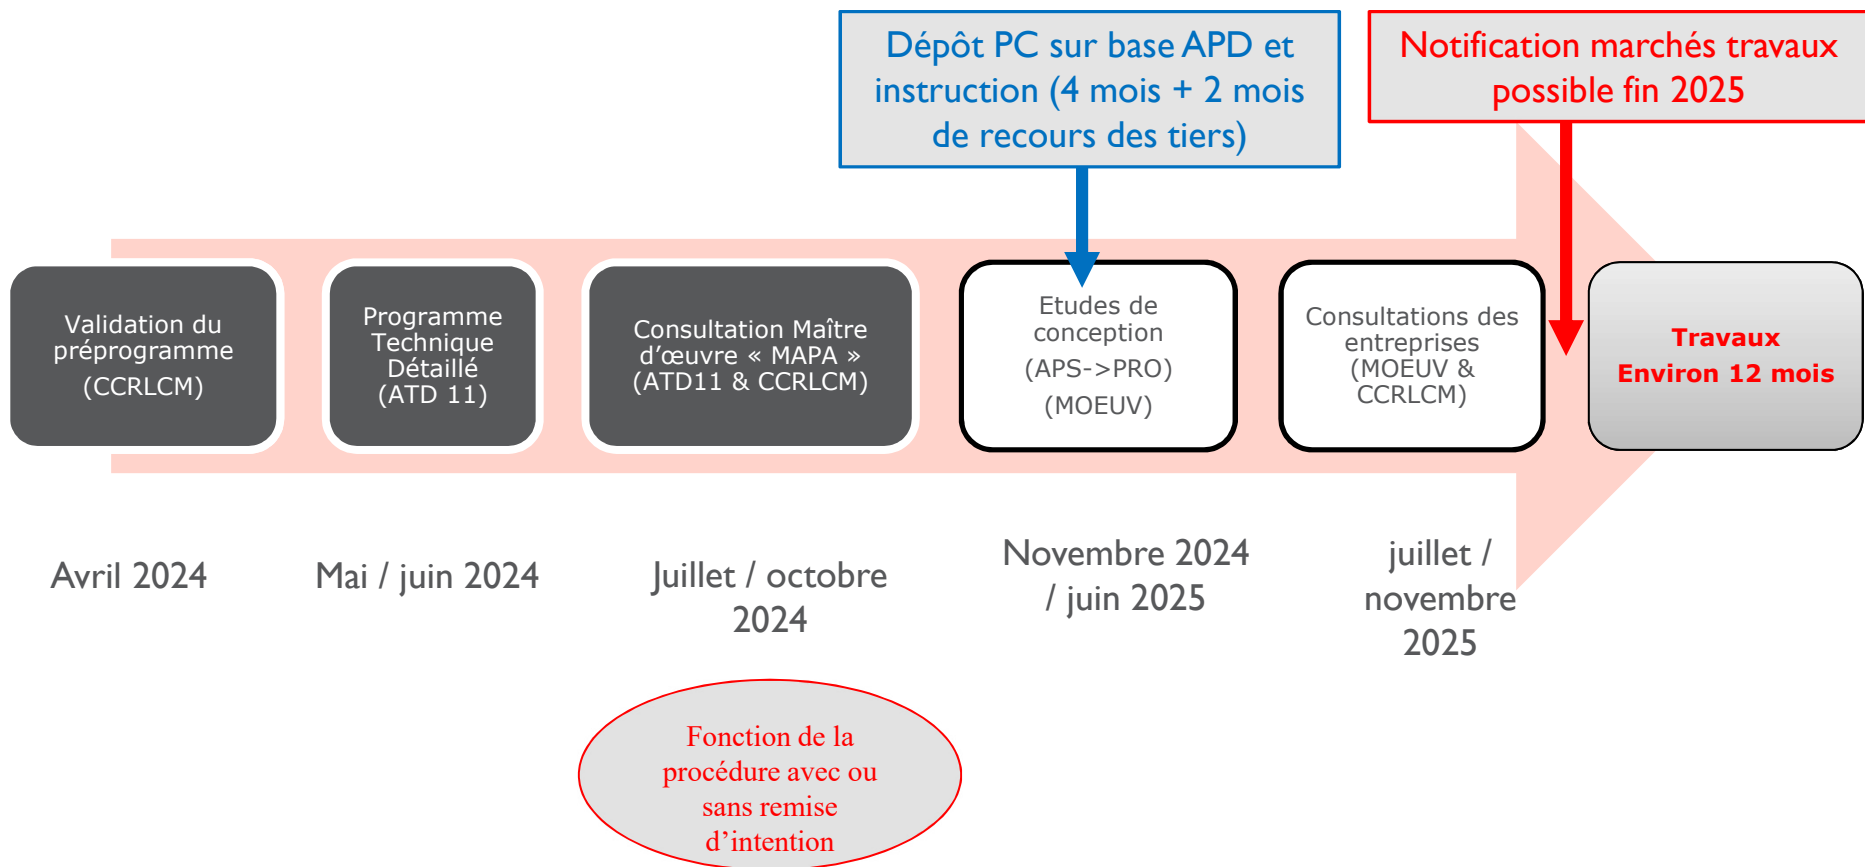 Dépôt PC sur base APD et
instruction (4 mois + 2 mois
de recours des tiers)
Notification marchés travaux
possible fin 2025
Validation du
préprogramme
(CCRLCM)
Programme
Technique
Détaillé
(ATD 11)
Consultation Maître
d’œuvre « MAPA »
(ATD11 & CCRLCM)
Etudes de
conception
(APS->PRO)
(MOEUV)
Consultations des
entreprises
(MOEUV &
CCRLCM)
Travaux
Environ 12 mois
Avril 2024
Mai / juin 2024
Juillet / octobre
2024
Novembre 2024
/ juin 2025
juillet /
novembre
2025
Fonction de la
procédure avec ou
sans remise
d’intention